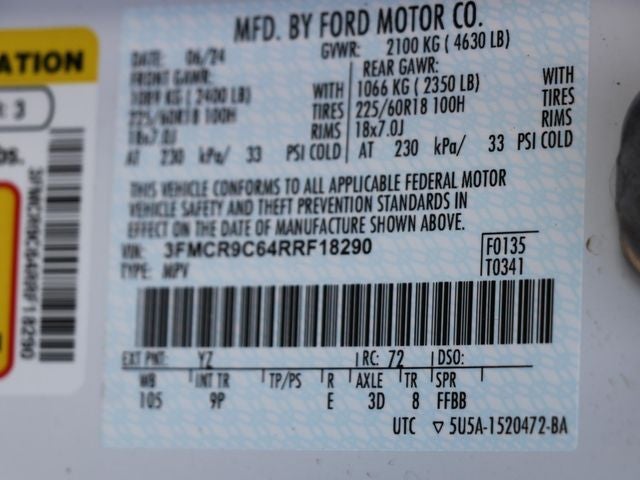 MFD. BY FORD MOTOR CO.
DATE: 06/24 GVWR: 2100 KG ( 4630 LB)
FRONT GAWR: REAR GAWR:
1089 KG ( 2400 LB) WITH 1066 KG ( 2350 LB) WITH
225/60R18 100H TIRES 225/60R18 100H TIRES
18x7.0J RIMS 18x7.0J RIMS
AT 230 kPa/ 33 PSI COLD AT 230 kPa/ 33 PSI COLD
THIS VEHICLE CONFORMS TO ALL APPLICABLE FEDERAL MOTOR
VEHICLE SAFETY AND THEFT PREVENTION STANDARDS IN
EFFECT ON THE DATE OF MANUFACTURE SHOWN ABOVE.
VIN: 3FMCR9C64RRF18290 F0135
TYPE: MPV T0341
EXT PNT: YZ RC: 72 DSO:
WB INT TR TP/PS R AXLE TR SPR
105 9P E 3D 8 FFBB
UTC ▽ 5U5A-1520472-BA
ATION
: 3
bs.
3FMCR9C64RRF18290